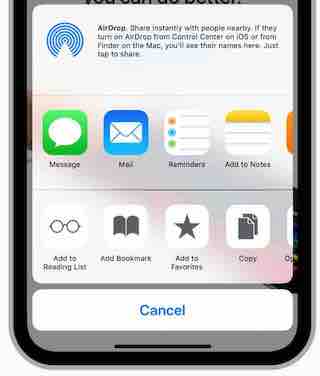 you can do better.
AirDrop. Share instantly with people nearby. If they
turn on AirDrop from Control Center on iOS or from
Finder on the Mac, you'll see their names here. Just
tap to share.
Message
Mail
Reminders
Add to Notes
Add to
Reading List
Add Bookmark
Add to
Favorites
Copy
Op
Cancel